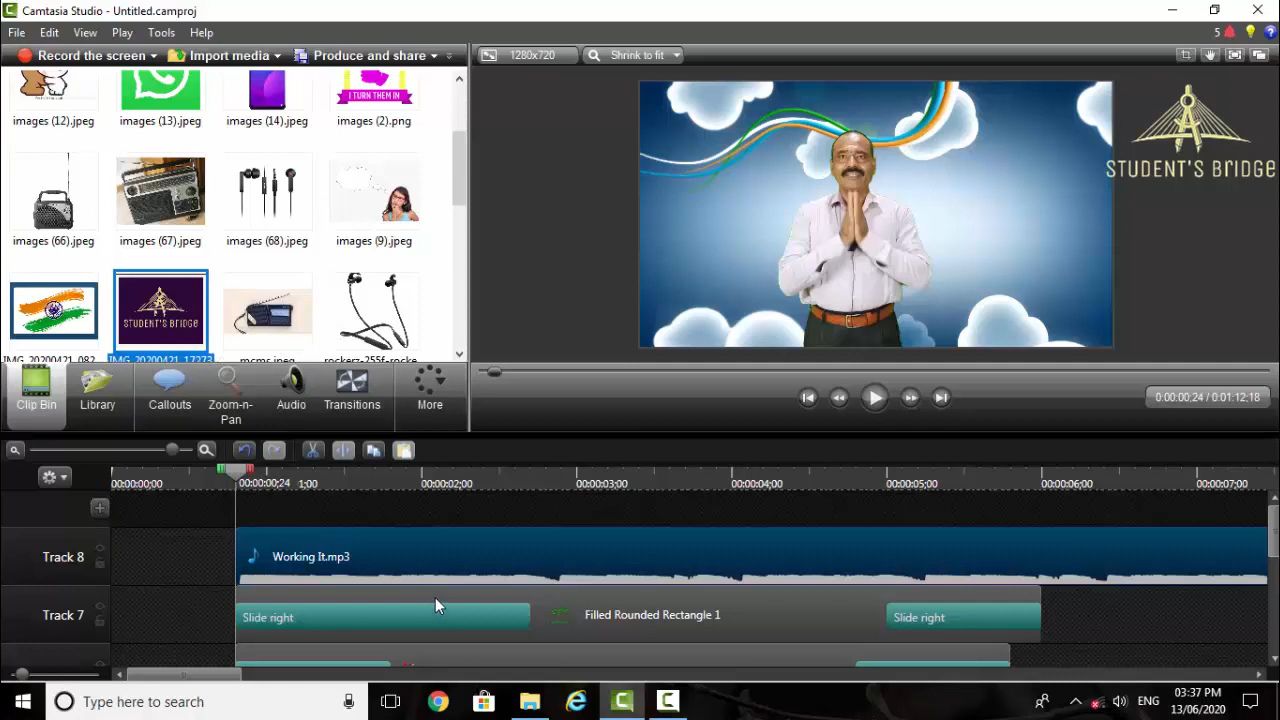 Camtasia Studio - Untitled.camproj
File Edit View Play Tools Help
5
Record the screen Import media Produce and share
1280x720 Shrink to fit
I TURN THEM IN
images (12).jpeg images (13).jpeg images (14).jpeg images (2).png
STUDENT'S BRIDGE
images (66).jpeg images (67).jpeg images (68).jpeg images (9).jpeg
STUDENT'S BRIDGE
mcms.jpeg
Clip Bin Library Callouts Zoom-n-Pan Audio Transitions More
0:00:00;24 / 0:01:12;18
00:00:00;00 00:00:00;24 1;00 00:00:02;00 00:00:03;00 00:00:04;00 00:00:05;00 00:00:06;00 00:00:07;00
Track 8 Working It.mp3
Track 7 Slide right Filled Rounded Rectangle 1 Slide right
Type here to search
ENG
03:37 PM
13/06/2020